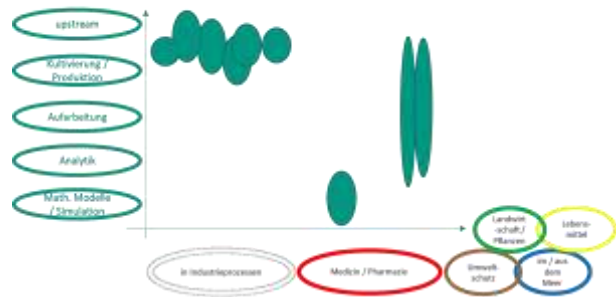 upstream
Kultivierung /
Produktion
Aufarbeitung
Analytik
Math. Modelle
/ Simulation
in Industrieprozessen
Medizin / Pharmazie
Landwirt
-schaft /
Pflanzen
Lebens-
mittel
Umwelt-
schutz
im / aus
dem
Meer